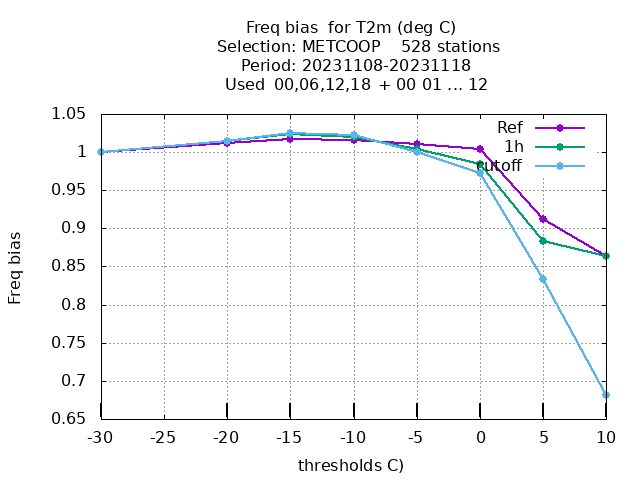 Freq bias  for T2m (deg C)
Selection: METCOOP    528 stations
Period: 20231108-20231118
Used  00,06,12,18 + 00 01 ... 12
Ref
1h
cutoff
1.05
1
0.95
0.9
0.85
0.8
0.75
0.7
0.65
Freq bias
-30 -25 -20 -15 -10 -5 0 5 10
thresholds C)